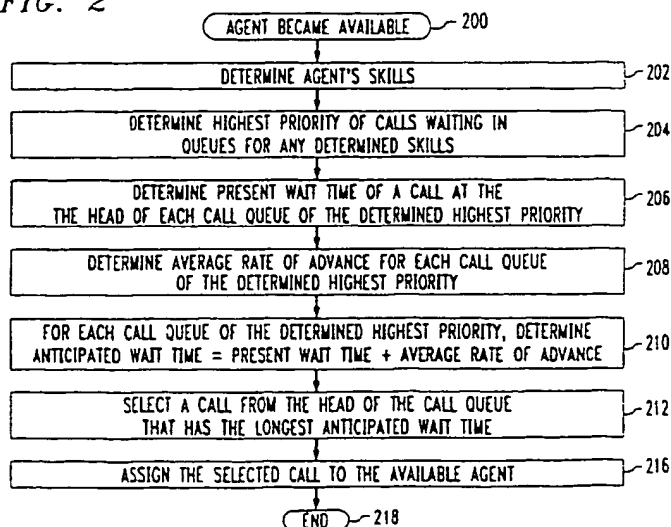 FIG. 2
AGENT BECAME AVAILABLE
200
DETERMINE AGENT'S SKILLS
202
DETERMINE HIGHEST PRIORITY OF CALLS WAITING IN
QUEUES FOR ANY DETERMINED SKILLS
204
DETERMINE PRESENT WAIT TIME OF A CALL AT THE
THE HEAD OF EACH CALL QUEUE OF THE DETERMINED HIGHEST PRIORITY
206
DETERMINE AVERAGE RATE OF ADVANCE FOR EACH CALL QUEUE
OF THE DETERMINED HIGHEST PRIORITY
208
FOR EACH CALL QUEUE OF THE DETERMINED HIGHEST PRIORITY, DETERMINE
ANTICIPATED WAIT TIME = PRESENT WAIT TIME + AVERAGE RATE OF ADVANCE
210
SELECT A CALL FROM THE HEAD OF THE CALL QUEUE
THAT HAS THE LONGEST ANTICIPATED WAIT TIME
212
ASSIGN THE SELECTED CALL TO THE AVAILABLE AGENT
216
END
218